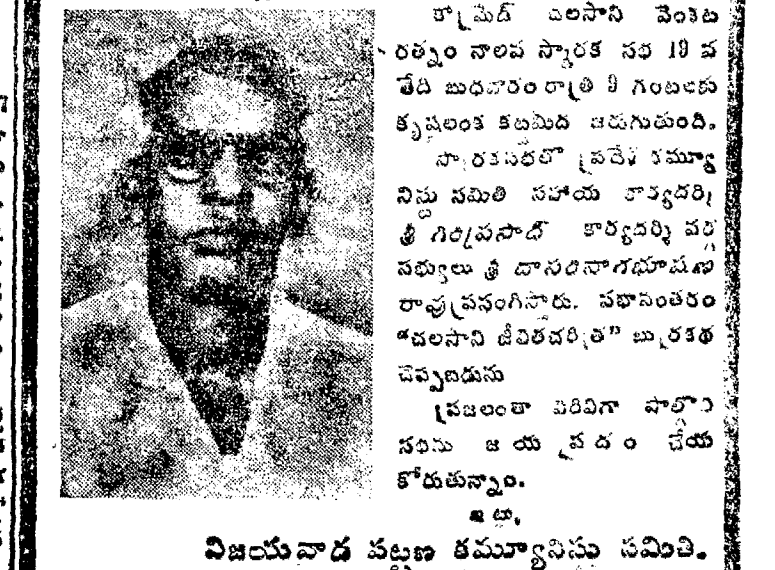 కామ్రేడ్ చలసాని వెంకట
రత్నం నాలవ స్మారక సభ 19 వ
తేది బుధవారం రాత్రి 9 గంటలకు
కృష్ణలంక కట్టమీద జరుగుతుంది.
స్మారకసభలో ప్రదేశ్ కమ్యూ
నిస్టు సమితి సహాయ కార్యదర్శి
శ్రీ గిరిప్రసాద్ కార్యదర్శి వర్గ
సభ్యులు శ్రీ దాసరినాగభూషణ
రావు ప్రసంగిస్తారు. సభానంతరం
"చలసాని జీవితచరిత్ర" బుర్రకథ
చెప్పబడును
ప్రజలంతా విరివిగా పాల్గొని
సభను జయప్రదం చేయ
కోరుతున్నాం.
ఇట్లు,
విజయవాడ పట్టణ కమ్యూనిస్టు సమితి.